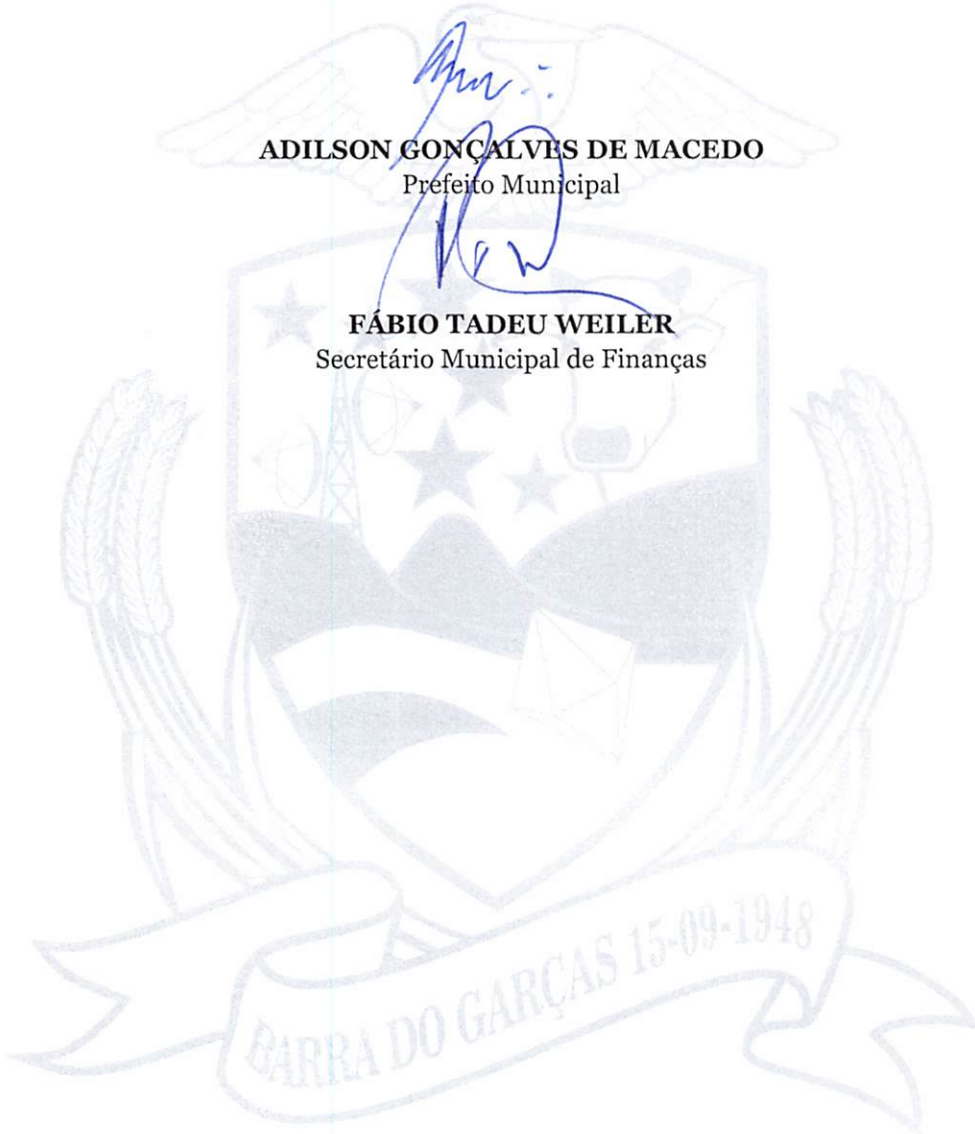 ADILSON GONÇALVES DE MACEDO
Prefeito Municipal
FÁBIO TADEU WEILER
Secretário Municipal de Finanças
BARRA DO GARÇAS 15-09-1948